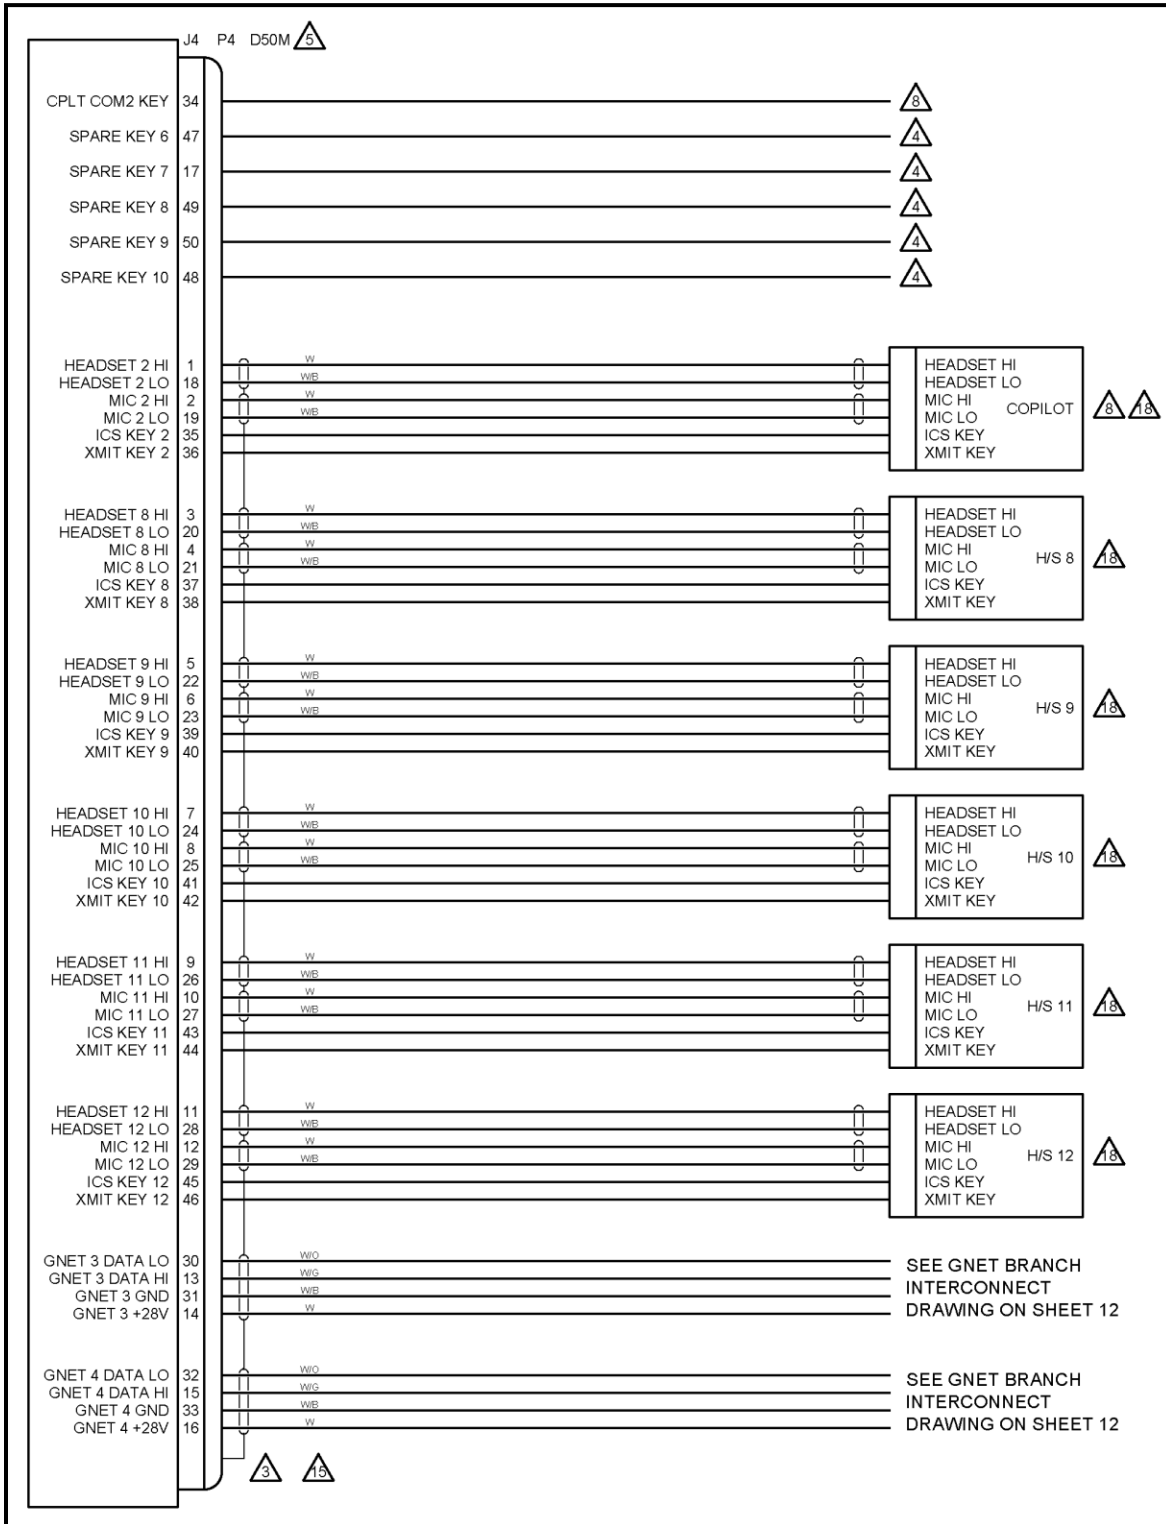 J4 P4 D50M 5
CPLT COM2 KEY 34 8
SPARE KEY 6 47 4
SPARE KEY 7 17 4
SPARE KEY 8 49 4
SPARE KEY 9 50 4
SPARE KEY 10 48 4
HEADSET 2 HI 1 W HEADSET HI
HEADSET 2 LO 18 W/B HEADSET LO
MIC 2 HI 2 W MIC HI
COPILOT 8 18
MIC 2 LO 19 W/B MIC LO
ICS KEY 2 35 ICS KEY
XMIT KEY 2 36 XMIT KEY
HEADSET 8 HI 3 W HEADSET HI
HEADSET 8 LO 20 W/B HEADSET LO
MIC 8 HI 4 W MIC HI
H/S 8 18
MIC 8 LO 21 W/B MIC LO
ICS KEY 8 37 ICS KEY
XMIT KEY 8 38 XMIT KEY
HEADSET 9 HI 5 W HEADSET HI
HEADSET 9 LO 22 W/B HEADSET LO
MIC 9 HI 6 W MIC HI
H/S 9 18
MIC 9 LO 23 W/B MIC LO
ICS KEY 9 39 ICS KEY
XMIT KEY 9 40 XMIT KEY
HEADSET 10 HI 7 W HEADSET HI
HEADSET 10 LO 24 W/B HEADSET LO
MIC 10 HI 8 W MIC HI
H/S 10 18
MIC 10 LO 25 W/B MIC LO
ICS KEY 10 41 ICS KEY
XMIT KEY 10 42 XMIT KEY
HEADSET 11 HI 9 W HEADSET HI
HEADSET 11 LO 26 W/B HEADSET LO
MIC 11 HI 10 W MIC HI
H/S 11 18
MIC 11 LO 27 W/B MIC LO
ICS KEY 11 43 ICS KEY
XMIT KEY 11 44 XMIT KEY
HEADSET 12 HI 11 W HEADSET HI
HEADSET 12 LO 28 W/B HEADSET LO
MIC 12 HI 12 W MIC HI
H/S 12 18
MIC 12 LO 29 W/B MIC LO
ICS KEY 12 45 ICS KEY
XMIT KEY 12 46 XMIT KEY
GNET 3 DATA LO 30 W/O
GNET 3 DATA HI 13 W/G
GNET 3 GND 31 W/B
GNET 3 +28V 14 W
SEE GNET BRANCH
INTERCONNECT
DRAWING ON SHEET 12
GNET 4 DATA LO 32 W/O
GNET 4 DATA HI 15 W/G
GNET 4 GND 33 W/B
GNET 4 +28V 16 W
SEE GNET BRANCH
INTERCONNECT
DRAWING ON SHEET 12
3 15